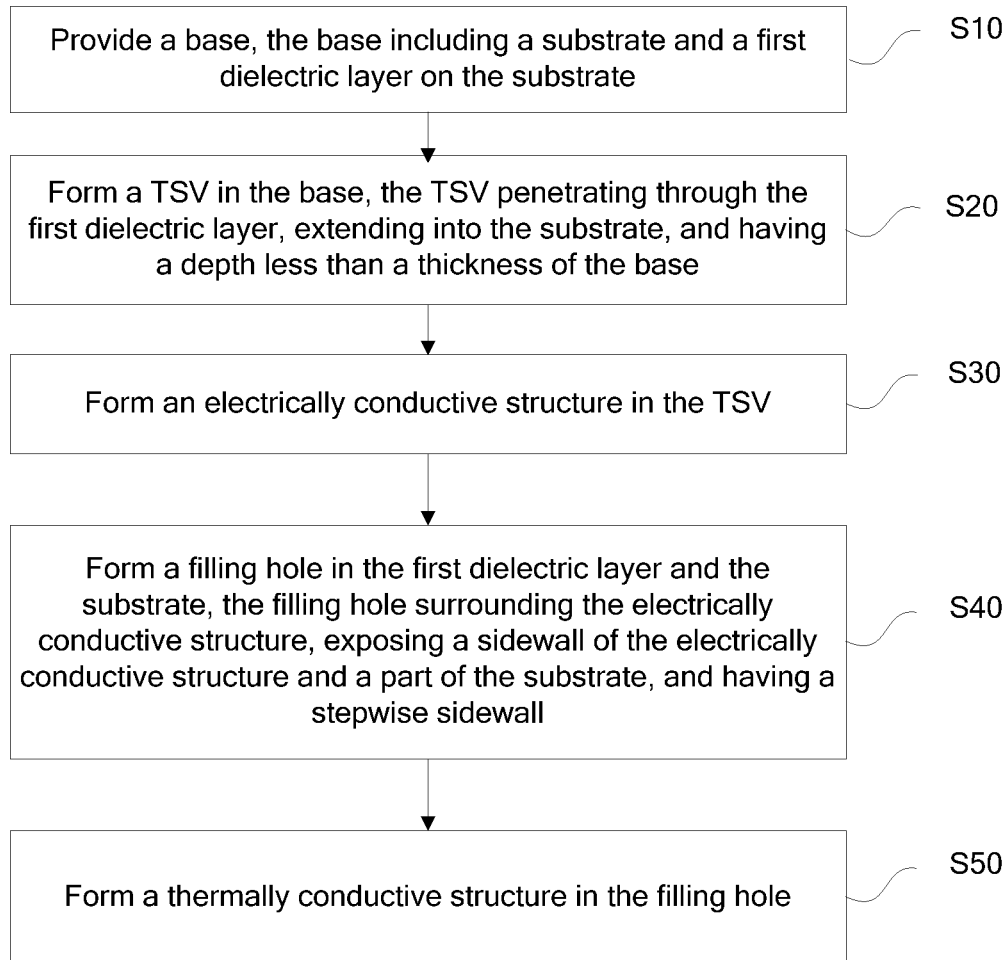 Provide a base, the base including a substrate and a first
dielectric layer on the substrate
S10
Form a TSV in the base, the TSV penetrating through the
first dielectric layer, extending into the substrate, and having
a depth less than a thickness of the base
S20
Form an electrically conductive structure in the TSV
S30
Form a filling hole in the first dielectric layer and the
substrate, the filling hole surrounding the electrically
conductive structure, exposing a sidewall of the electrically
conductive structure and a part of the substrate, and having a
stepwise sidewall
S40
Form a thermally conductive structure in the filling hole
S50